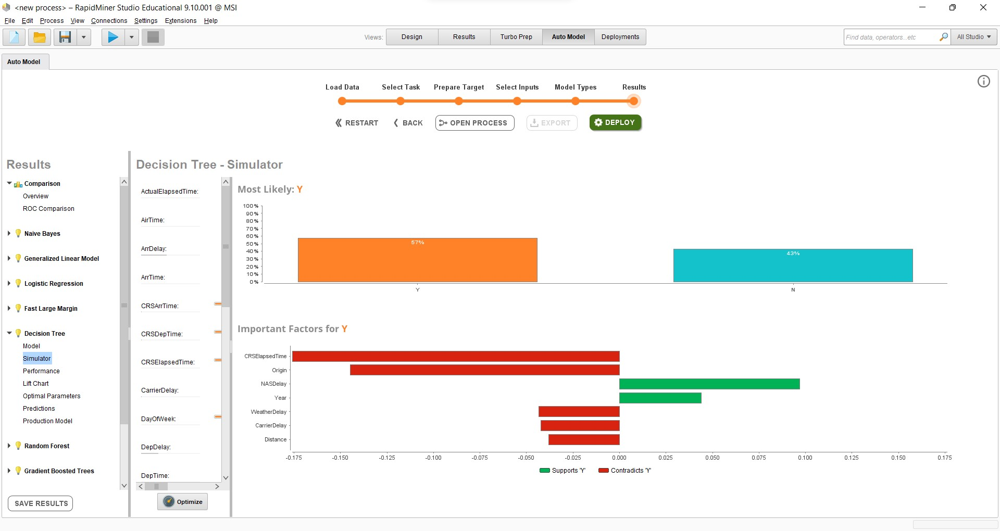 <new process> – RapidMiner Studio Educational 9.10.001 @ MSI
File Edit Process View Connections Settings Extensions Help
Views: Design Results Turbo Prep Auto Model Deployments
Find data, operators...etc All Studio
Auto Model
Load Data Select Task Prepare Target Select Inputs Model Types Results
RESTART BACK OPEN PROCESS EXPORT DEPLOY
Results
Comparison
Overview
ROC Comparison
Naive Bayes
Generalized Linear Model
Logistic Regression
Fast Large Margin
Decision Tree
Model
Simulator
Performance
Lift Chart
Optimal Parameters
Predictions
Production Model
Random Forest
Gradient Boosted Trees
SAVE RESULTS
Decision Tree - Simulator
ActualElapsedTime:
AirTime:
ArrDelay:
ArrTime:
CRSArrTime:
CRSDepTime:
CRSElapsedTime:
CarrierDelay:
DayOfWeek:
DepDelay:
DepTime:
Optimize
Most Likely: Y
100%
90%
80%
70%
60%
50%
40%
30%
20%
10%
0%
57%
43%
Y N
Important Factors for Y
CRSElapsedTime
Origin
NASDelay
Year
WeatherDelay
CarrierDelay
Distance
-0.175 -0.150 -0.125 -0.100 -0.075 -0.050 -0.025 0.000 0.025 0.050 0.075 0.100 0.125 0.150 0.175
Supports 'Y' Contradicts 'Y'